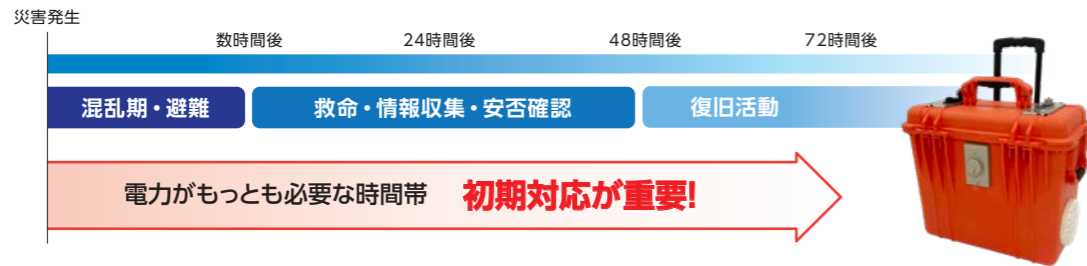 災害発生
数時間後
24時間後
48時間後
72時間後
混乱期・避難
救命・情報収集・安否確認
復旧活動
電力がもっとも必要な時間帯 初期対応が重要!